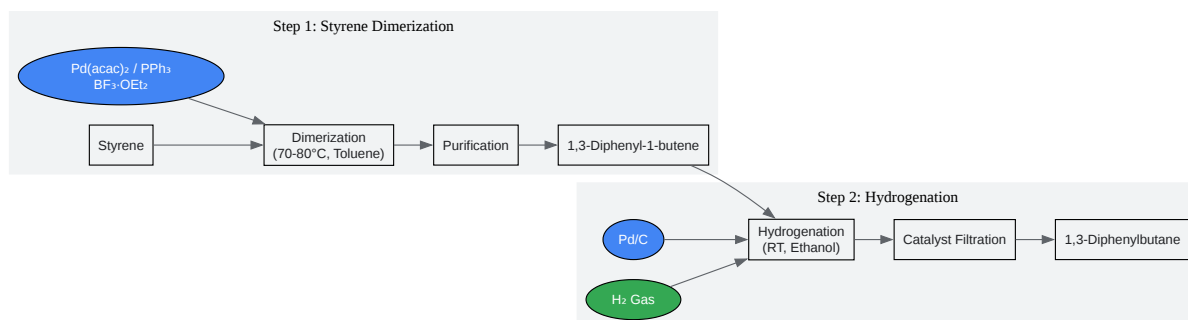 Step 1: Styrene Dimerization
Pd(acac)₂ / PPh₃
BF₃·OEt₂
Styrene
Dimerization
(70-80°C, Toluene)
Purification
1,3-Diphenyl-1-butene
Step 2: Hydrogenation
Pd/C
Hydrogenation
(RT, Ethanol)
Catalyst Filtration
1,3-Diphenylbutane
H₂ Gas